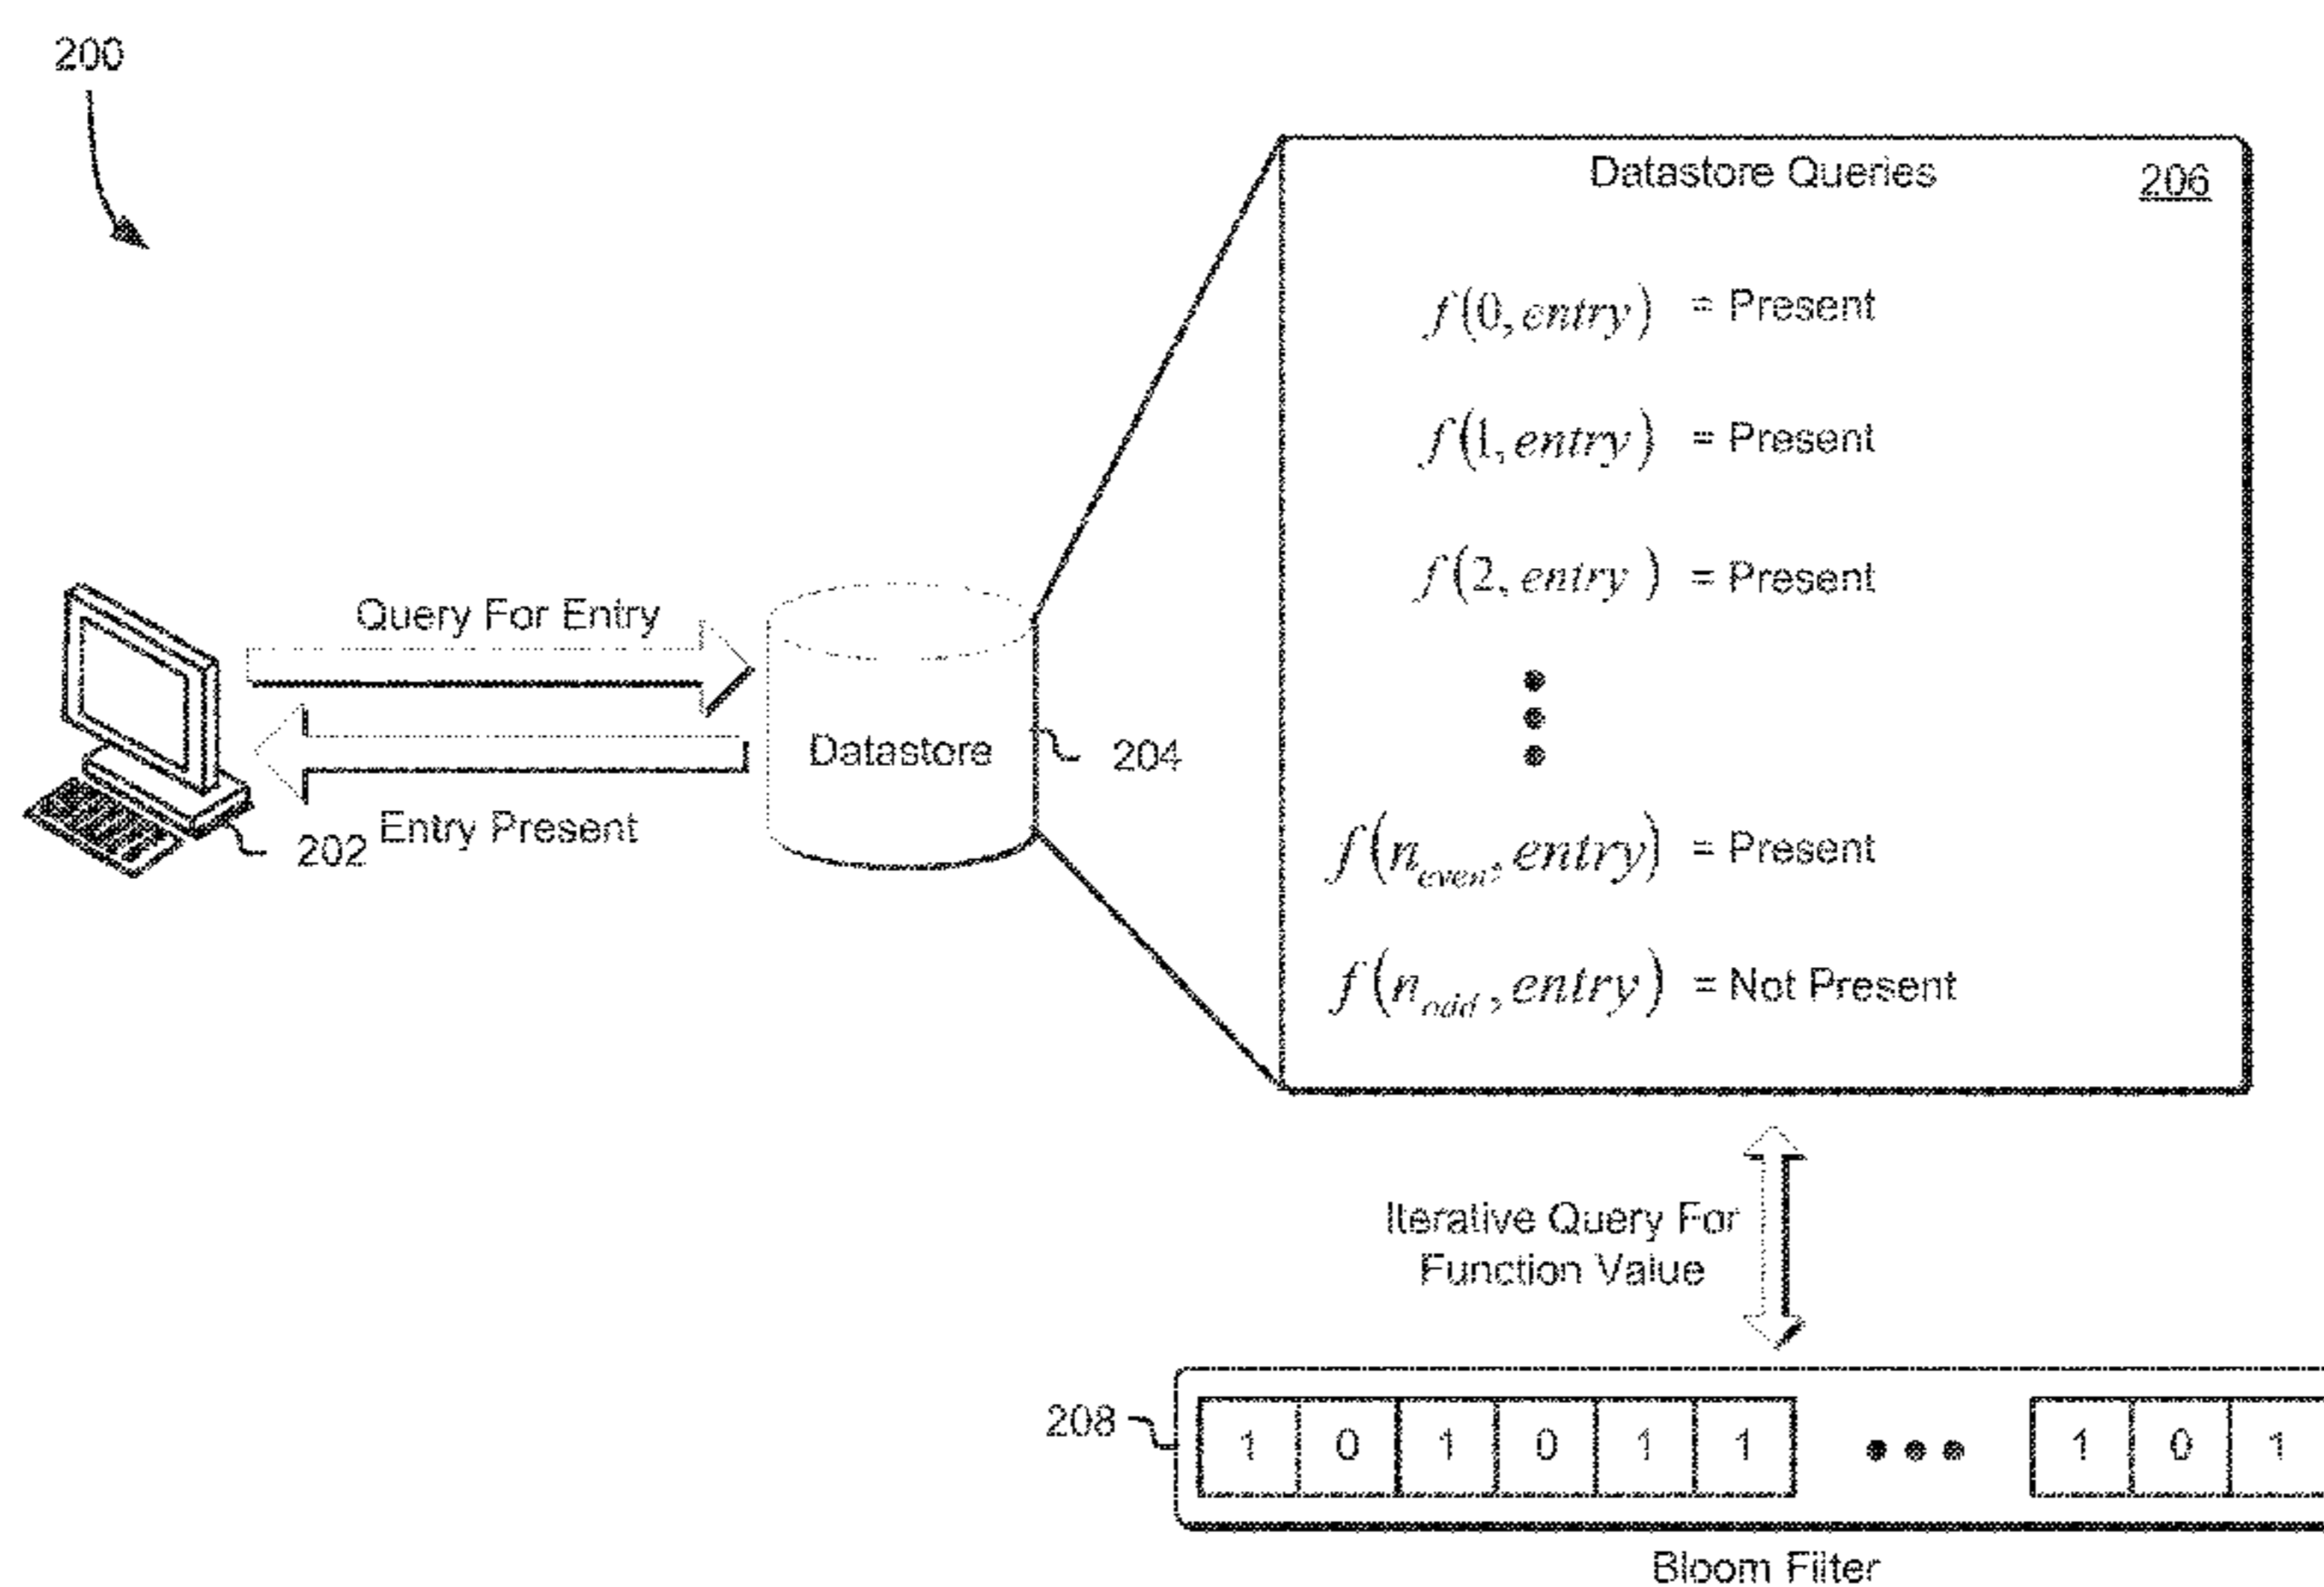 200
Datastore Queries 206
f(0, entry) = Present
f(1, entry) = Present
f(2, entry) = Present
Query For Entry
Datastore
204
Entry Present
202
f(n_even, entry) = Present
f(n_odd, entry) = Not Present
Iterative Query For
Function Value
208
1 0 1 0 1 1 ••• 1 0 1
Bloom Filter